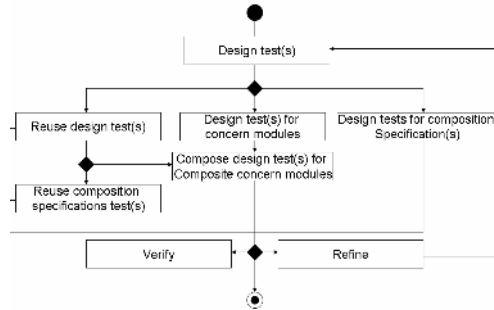 Design test(s)
Reuse design test(s)
Design test(s) for
concern modules
Design tests for composition
Specification(s)
Compose design test(s) for
Composite concern modules
Reuse composition
specifications test(s)
Verify
Refine